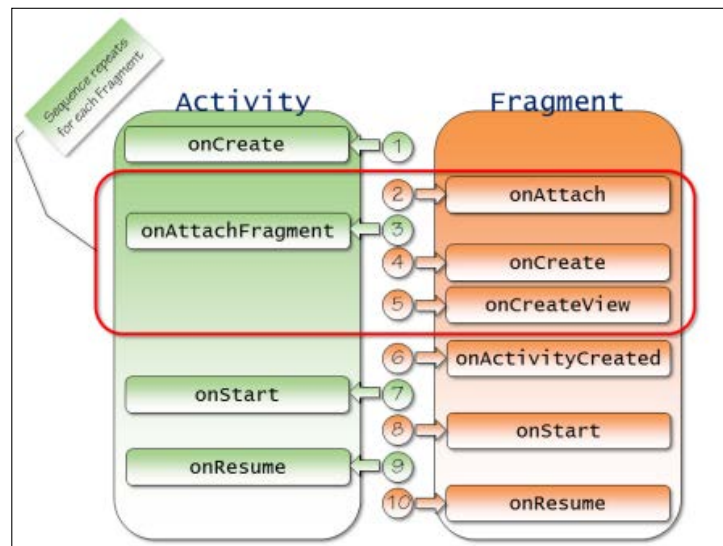 Sequence repeats
for each Fragment
Activity
Fragment
onCreate
1
2
onAttach
onAttachFragment
3
4
onCreate
5
onCreateView
6
onActivityCreated
onStart
7
8
onStart
onResume
9
10
onResume